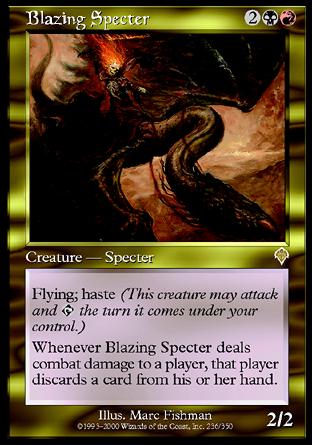 Blazing Specter 2
Creature — Specter
Flying; haste (This creature may attack
and the turn it comes under your
control.)
Whenever Blazing Specter deals
combat damage to a player, that player
discards a card from his or her hand.
Illus. Marc Fishman
2/2
©1993-2000 Wizards of the Coast, Inc. 236/350